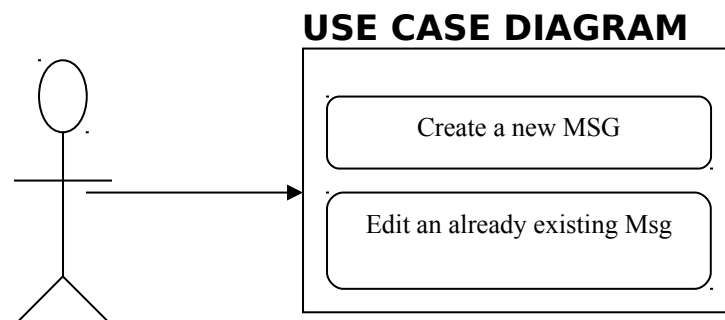 USE CASE DIAGRAM
Create a new MSG
Edit an already existing Msg